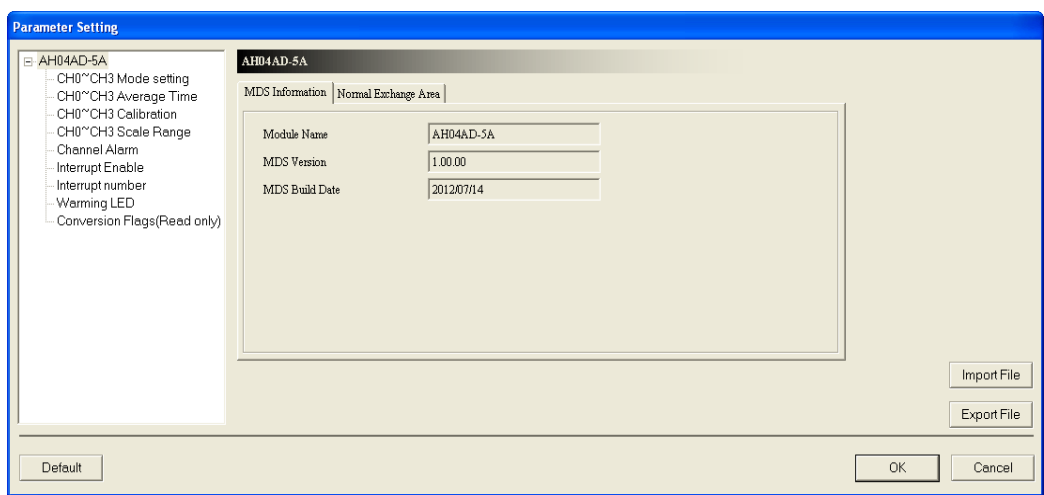 Parameter Setting
AH04AD-5A
CH0~CH3 Mode setting
CH0~CH3 Average Time
CH0~CH3 Calibration
CH0~CH3 Scale Range
Channel Alarm
Interrupt Enable
Interrupt number
Warming LED
Conversion Flags(Read only)
AH04AD-5A
MDS Information Normal Exchange Area
Module Name AH04AD-5A
MDS Version 1.00.00
MDS Build Date 2012/07/14
Import File
Export File
Default OK Cancel